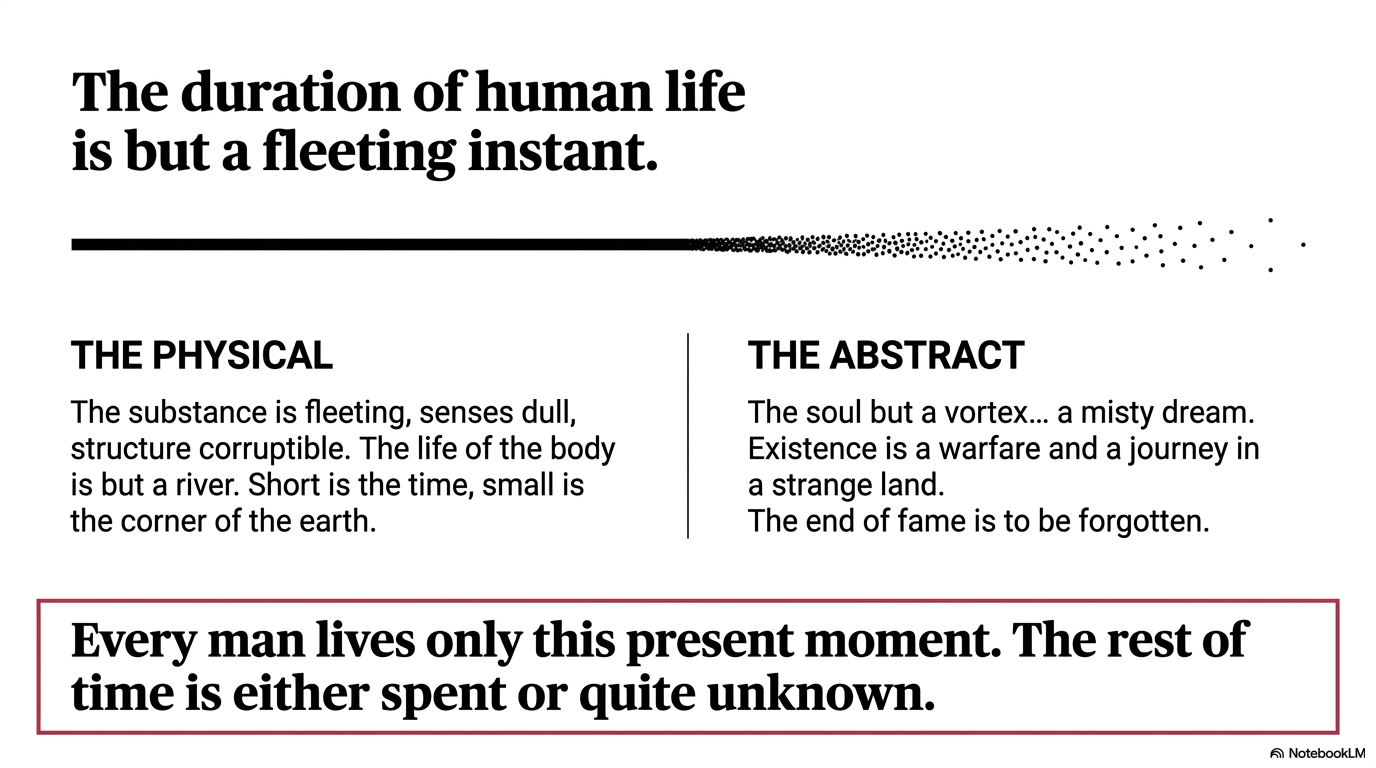 The duration of human life
is but a fleeting instant.
THE PHYSICAL
The substance is fleeting, senses dull,
structure corruptible. The life of the body
is but a river. Short is the time, small is
the corner of the earth.
THE ABSTRACT
The soul but a vortex... a misty dream.
Existence is a warfare and a journey in
a strange land.
The end of fame is to be forgotten.
Every man lives only this present moment. The rest of
time is either spent or quite unknown.
NotebookLM